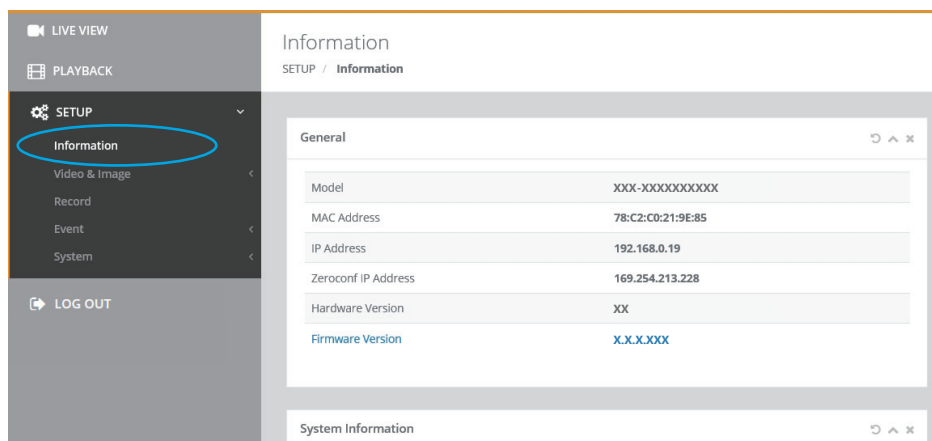 LIVE VIEW
PLAYBACK
SETUP
Information
Video & Image
Record
Event
System
LOG OUT
Information
SETUP / Information
General
Model XXX-XXXXXXXXXX
MAC Address 78:C2:C0:21:9E:85
IP Address 192.168.0.19
Zeroconf IP Address 169.254.213.228
Hardware Version XX
Firmware Version X.X.X.XXX
System Information